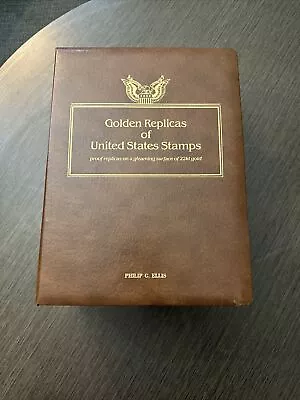 Golden Replicas
of
United States Stamps
proof replicas on a gleaming surface of 22kt gold
PHILIP C. ELLIS